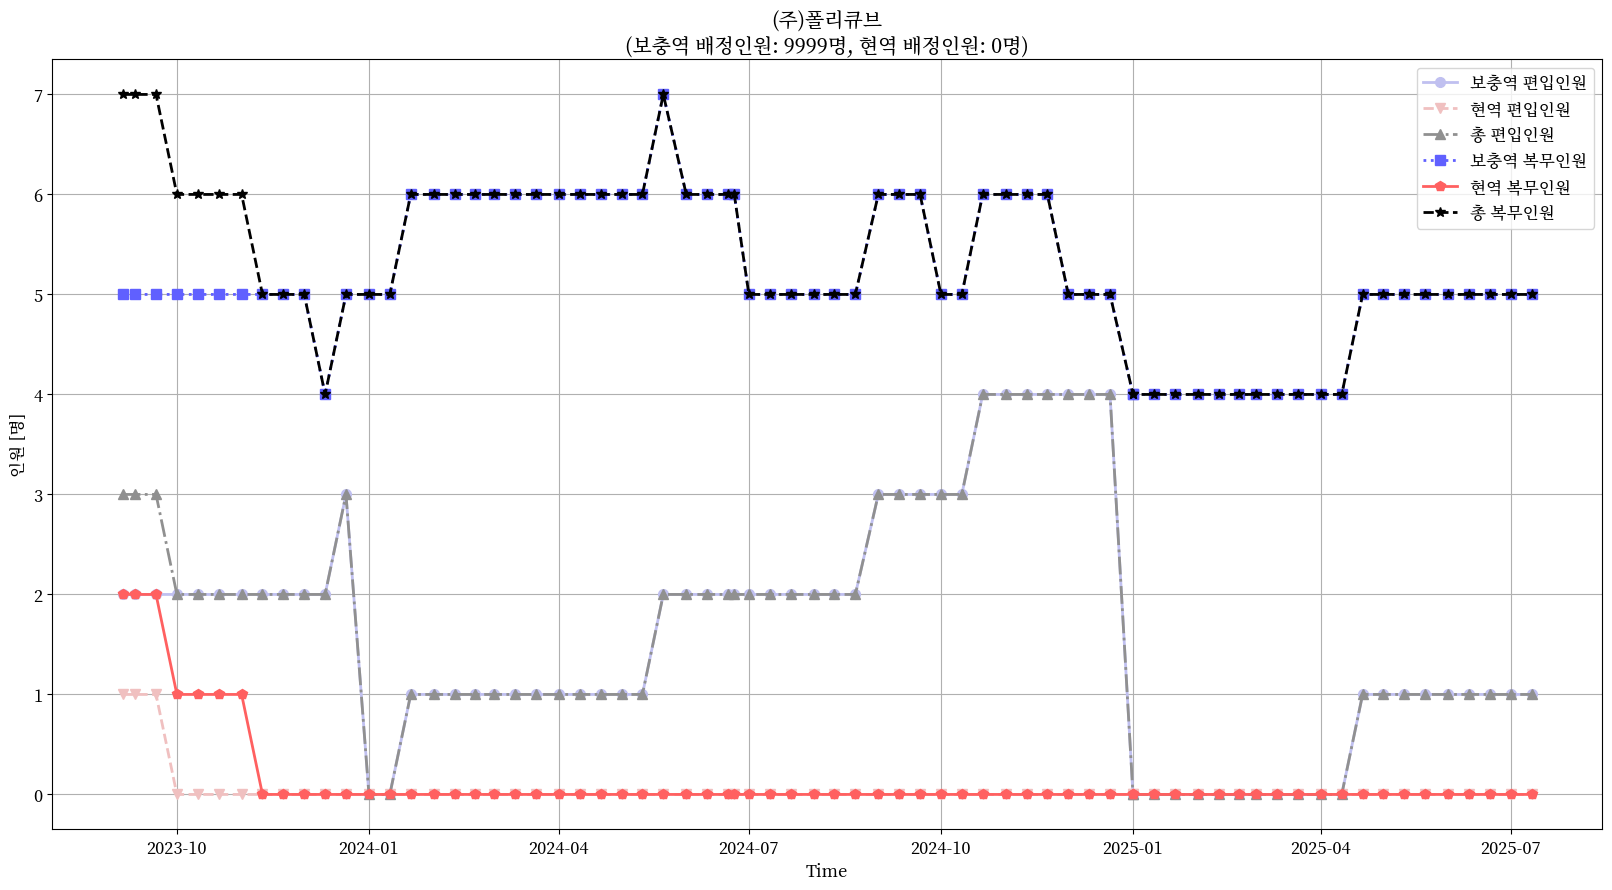 (주)폴리큐브
(보충역 배정인원: 9999명, 현역 배정인원: 0명)
보충역 편입인원
현역 편입인원
총 편입인원
보충역 복무인원
현역 복무인원
총 복무인원
인원 [명]
7
6
5
4
3
2
1
0
2023-10 2024-01 2024-04 2024-07 2024-10 2025-01 2025-04 2025-07
Time